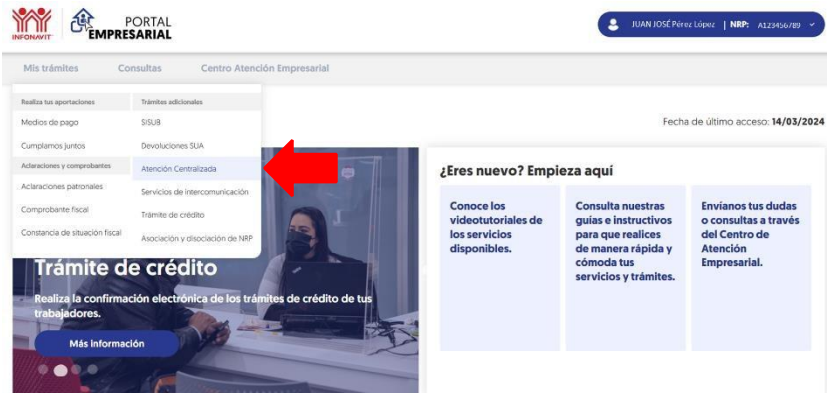 INFONAVIT
PORTAL
EMPRESARIAL
JUAN JOSÉ Pérez López | NRP: A123456789
Mis trámites Consultas Centro Atención Empresarial
Realiza tus aportaciones
Medios de pago
Cumplamos juntos
Aclaraciones y comprobantes
Aclaraciones patronales
Comprobante fiscal
Constancia de situación fiscal
Trámites adicionales
SISUB
Devoluciones SUA
Atención Centralizada
Servicios de intercomunicación
Trámite de crédito
Asociación y disociación de NRP
Fecha de último acceso: 14/03/2024
Trámite de crédito
Realiza la confirmación electrónica de los trámites de crédito de tus
trabajadores.
Más Información
¿Eres nuevo? Empieza aquí
Conoce los
videotutoriales de
los servicios
disponibles.
Consulta nuestras
guías e instructivos
para que realices
de manera rápida y
cómoda tus
servicios y trámites.
Envíanos tus dudas
o consultas a través
del Centro de
Atención
Empresarial.